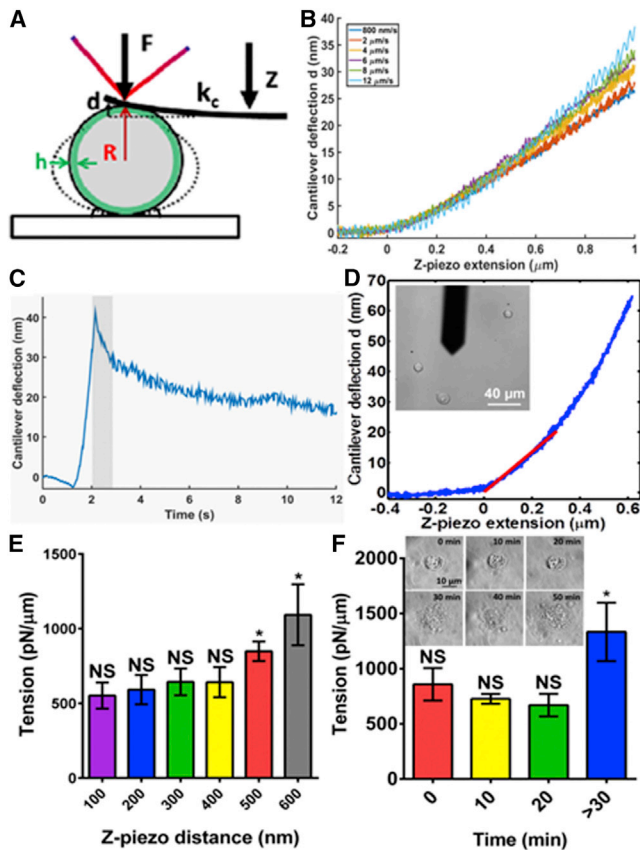 A
F
Z
d
k_c
R
h
B
Cantilever deflection d (nm)
40
35
30
25
20
15
10
5
0
800 nm/s
2 μm/s
4 μm/s
6 μm/s
8 μm/s
12 μm/s
-0.2 0 0.2 0.4 0.6 0.8 1
Z-piezo extension (μm)
C
Cantilever deflection (nm)
40
20
0
0 2 4 6 8 10 12
Time (s)
D
Cantilever deflection d (nm)
70
60
50
40
30
20
10
0
40 μm
-0.4 -0.2 0 0.2 0.4 0.6
Z-piezo extension (μm)
E
Tension (pN/μm)
1500
1000
500
0
NS NS NS NS * *
100 200 300 400 500 600
Z-piezo distance (nm)
F
Tension (pN/μm)
2000
1500
1000
500
0
0 min 10 min 20 min
10 μm
30 min 40 min 50 min
NS NS NS *
0 10 20 >30
Time (min)